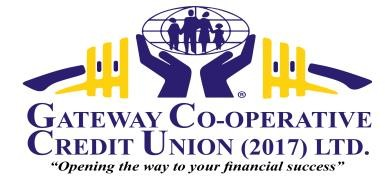 ®
GATEWAY CO-OPERATIVE
CREDIT UNION (2017) LTD.
“Opening the way to your financial success”